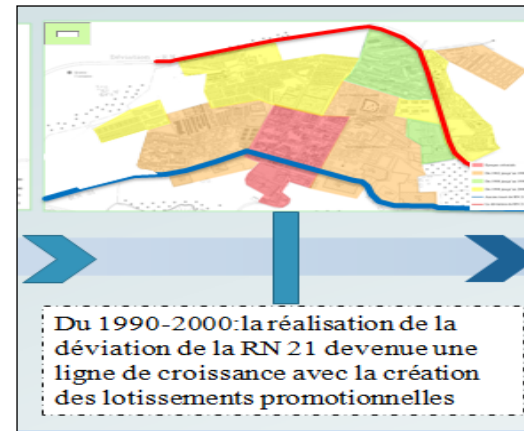 Du 1990-2000:la réalisation de la
déviation de la RN 21 devenue une
ligne de croissance avec la création
des lotissements promotionnelles